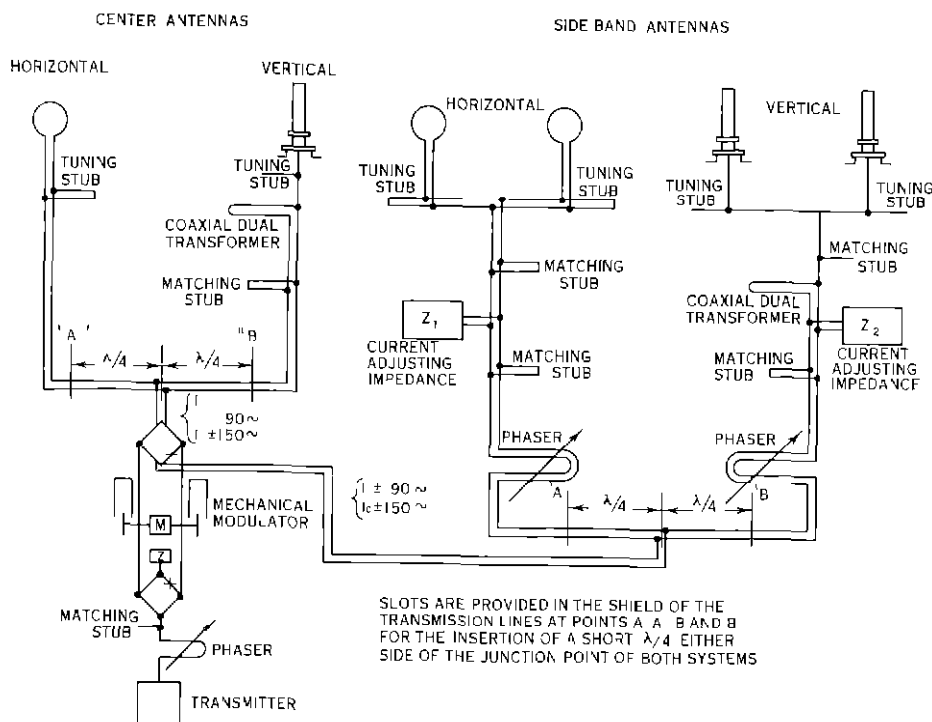 CENTER ANTENNAS
SIDE BAND ANTENNAS
HORIZONTAL
VERTICAL
HORIZONTAL
VERTICAL
TUNING
STUB
TUNING
STUB
TUNING
STUB
TUNING
STUB
TUNING
STUB
TUNING
STUB
COAXIAL DUAL
TRANSFORMER
MATCHING
STUB
MATCHING
STUB
MATCHING
STUB
COAXIAL DUAL
TRANSFORMER
Z1
CURRENT
ADJUSTING
IMPEDANCE
Z2
CURRENT
ADJUSTING
IMPEDANCE
MATCHING
STUB
MATCHING
STUB
'A'
λ/4
λ/4
"B
90~
±150~
PHASER
PHASER
± 90~
±150~
'A
λ/4
λ/4
'B
MECHANICAL
MODULATOR
M
Z
+
MATCHING
STUB
PHASER
TRANSMITTER
SLOTS ARE PROVIDED IN THE SHIELD OF THE
TRANSMISSION LINES AT POINTS A A B AND B
FOR THE INSERTION OF A SHORT λ/4 EITHER
SIDE OF THE JUNCTION POINT OF BOTH SYSTEMS